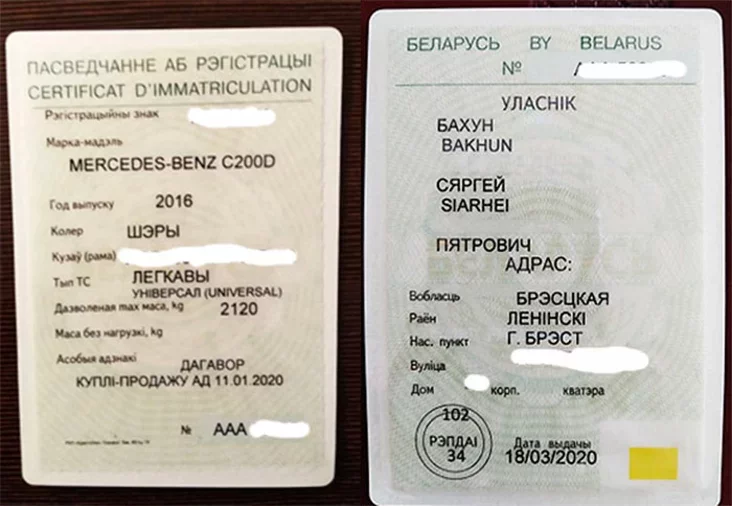 ПАСВЕДЧАННЕ АБ РЭГІСТРАЦЫІ
CERTIFICAT D'IMMATRICULATION
Рэгістрацыйны знак
Марка-мадэль
MERCEDES-BENZ C200D
Год выпуску 2016
Колер ШЭРЫ
Кузаў (рама)
Тып ТС ЛЕГКАВЫ
УНІВЕРСАЛ (UNIVERSAL)
Дазволеная max маса, kg 2120
Маса без нагрузкі, kg
Асобыя адзнакі ДАГАВОР
КУПЛІ-ПРОДАЖУ АД 11.01.2020
№ AAA
БЕЛАРУСЬ BY BELARUS
№
УЛАСНІК
БАХУН
BAKHUN
СЯРГЕЙ
SIARHEI
ПЯТРОВИЧ
АДРАС:
Вобласць БРЭСЦКАЯ
Раён ЛЕНІНСКІ
Нас. пункт Г. БРЭСТ
Вуліца
Дом корп. кватэра
102
РЭПДАІ
34
Дата выдачы
18/03/2020